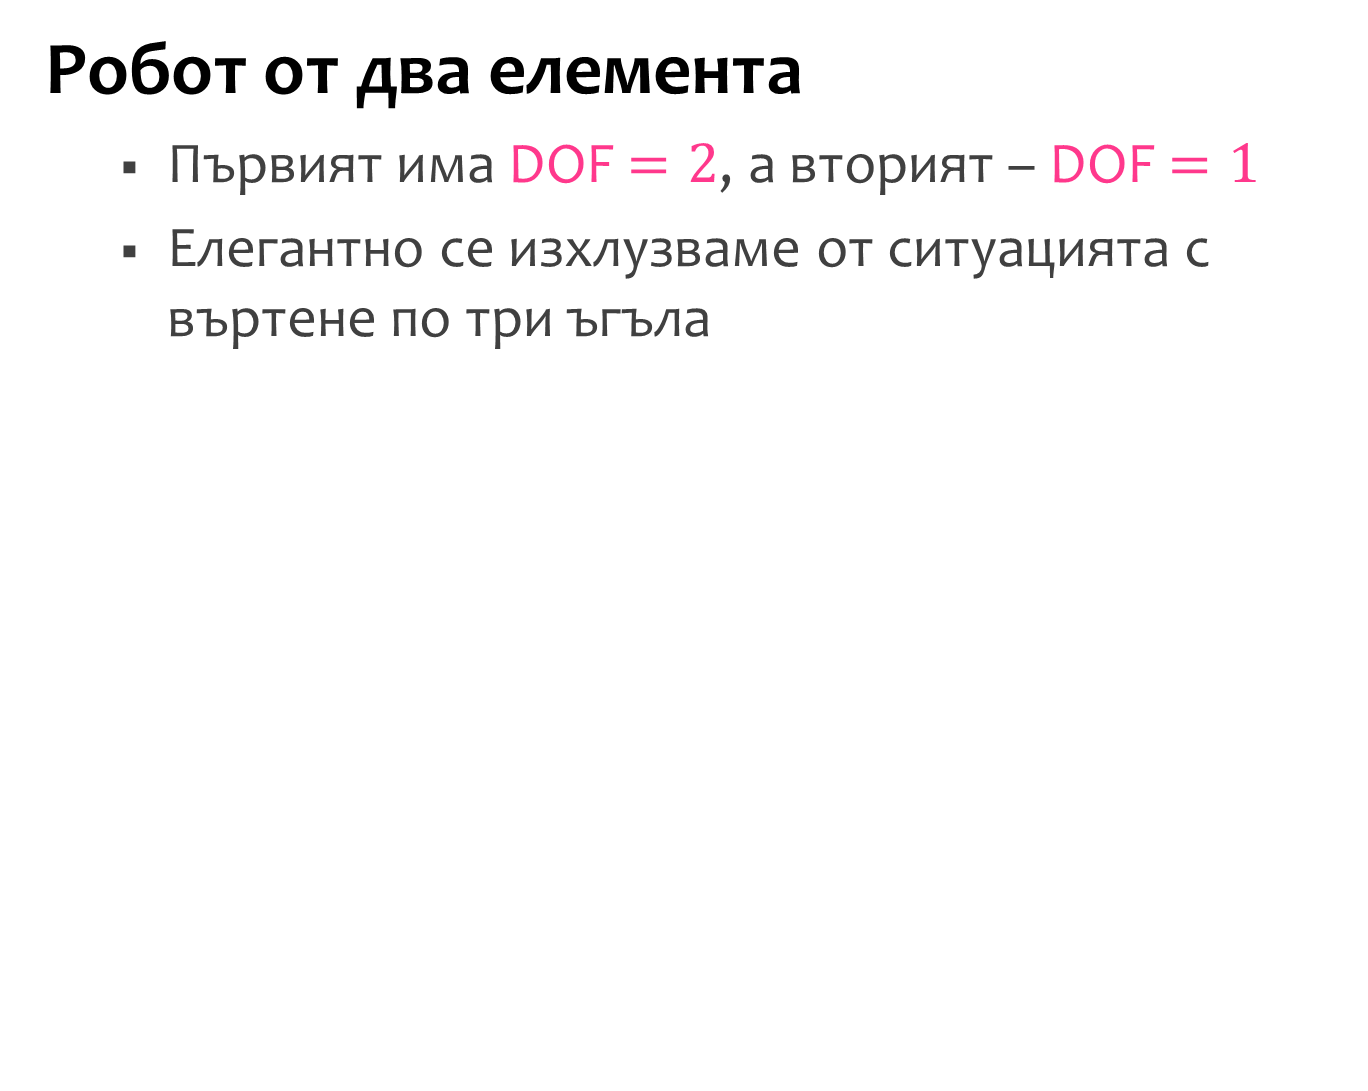 Робот от два елемента
▪ Първият има DOF = 2, а вторият – DOF = 1
▪ Елегантно се изхлузваме от ситуацията с
въртене по три ъгъла